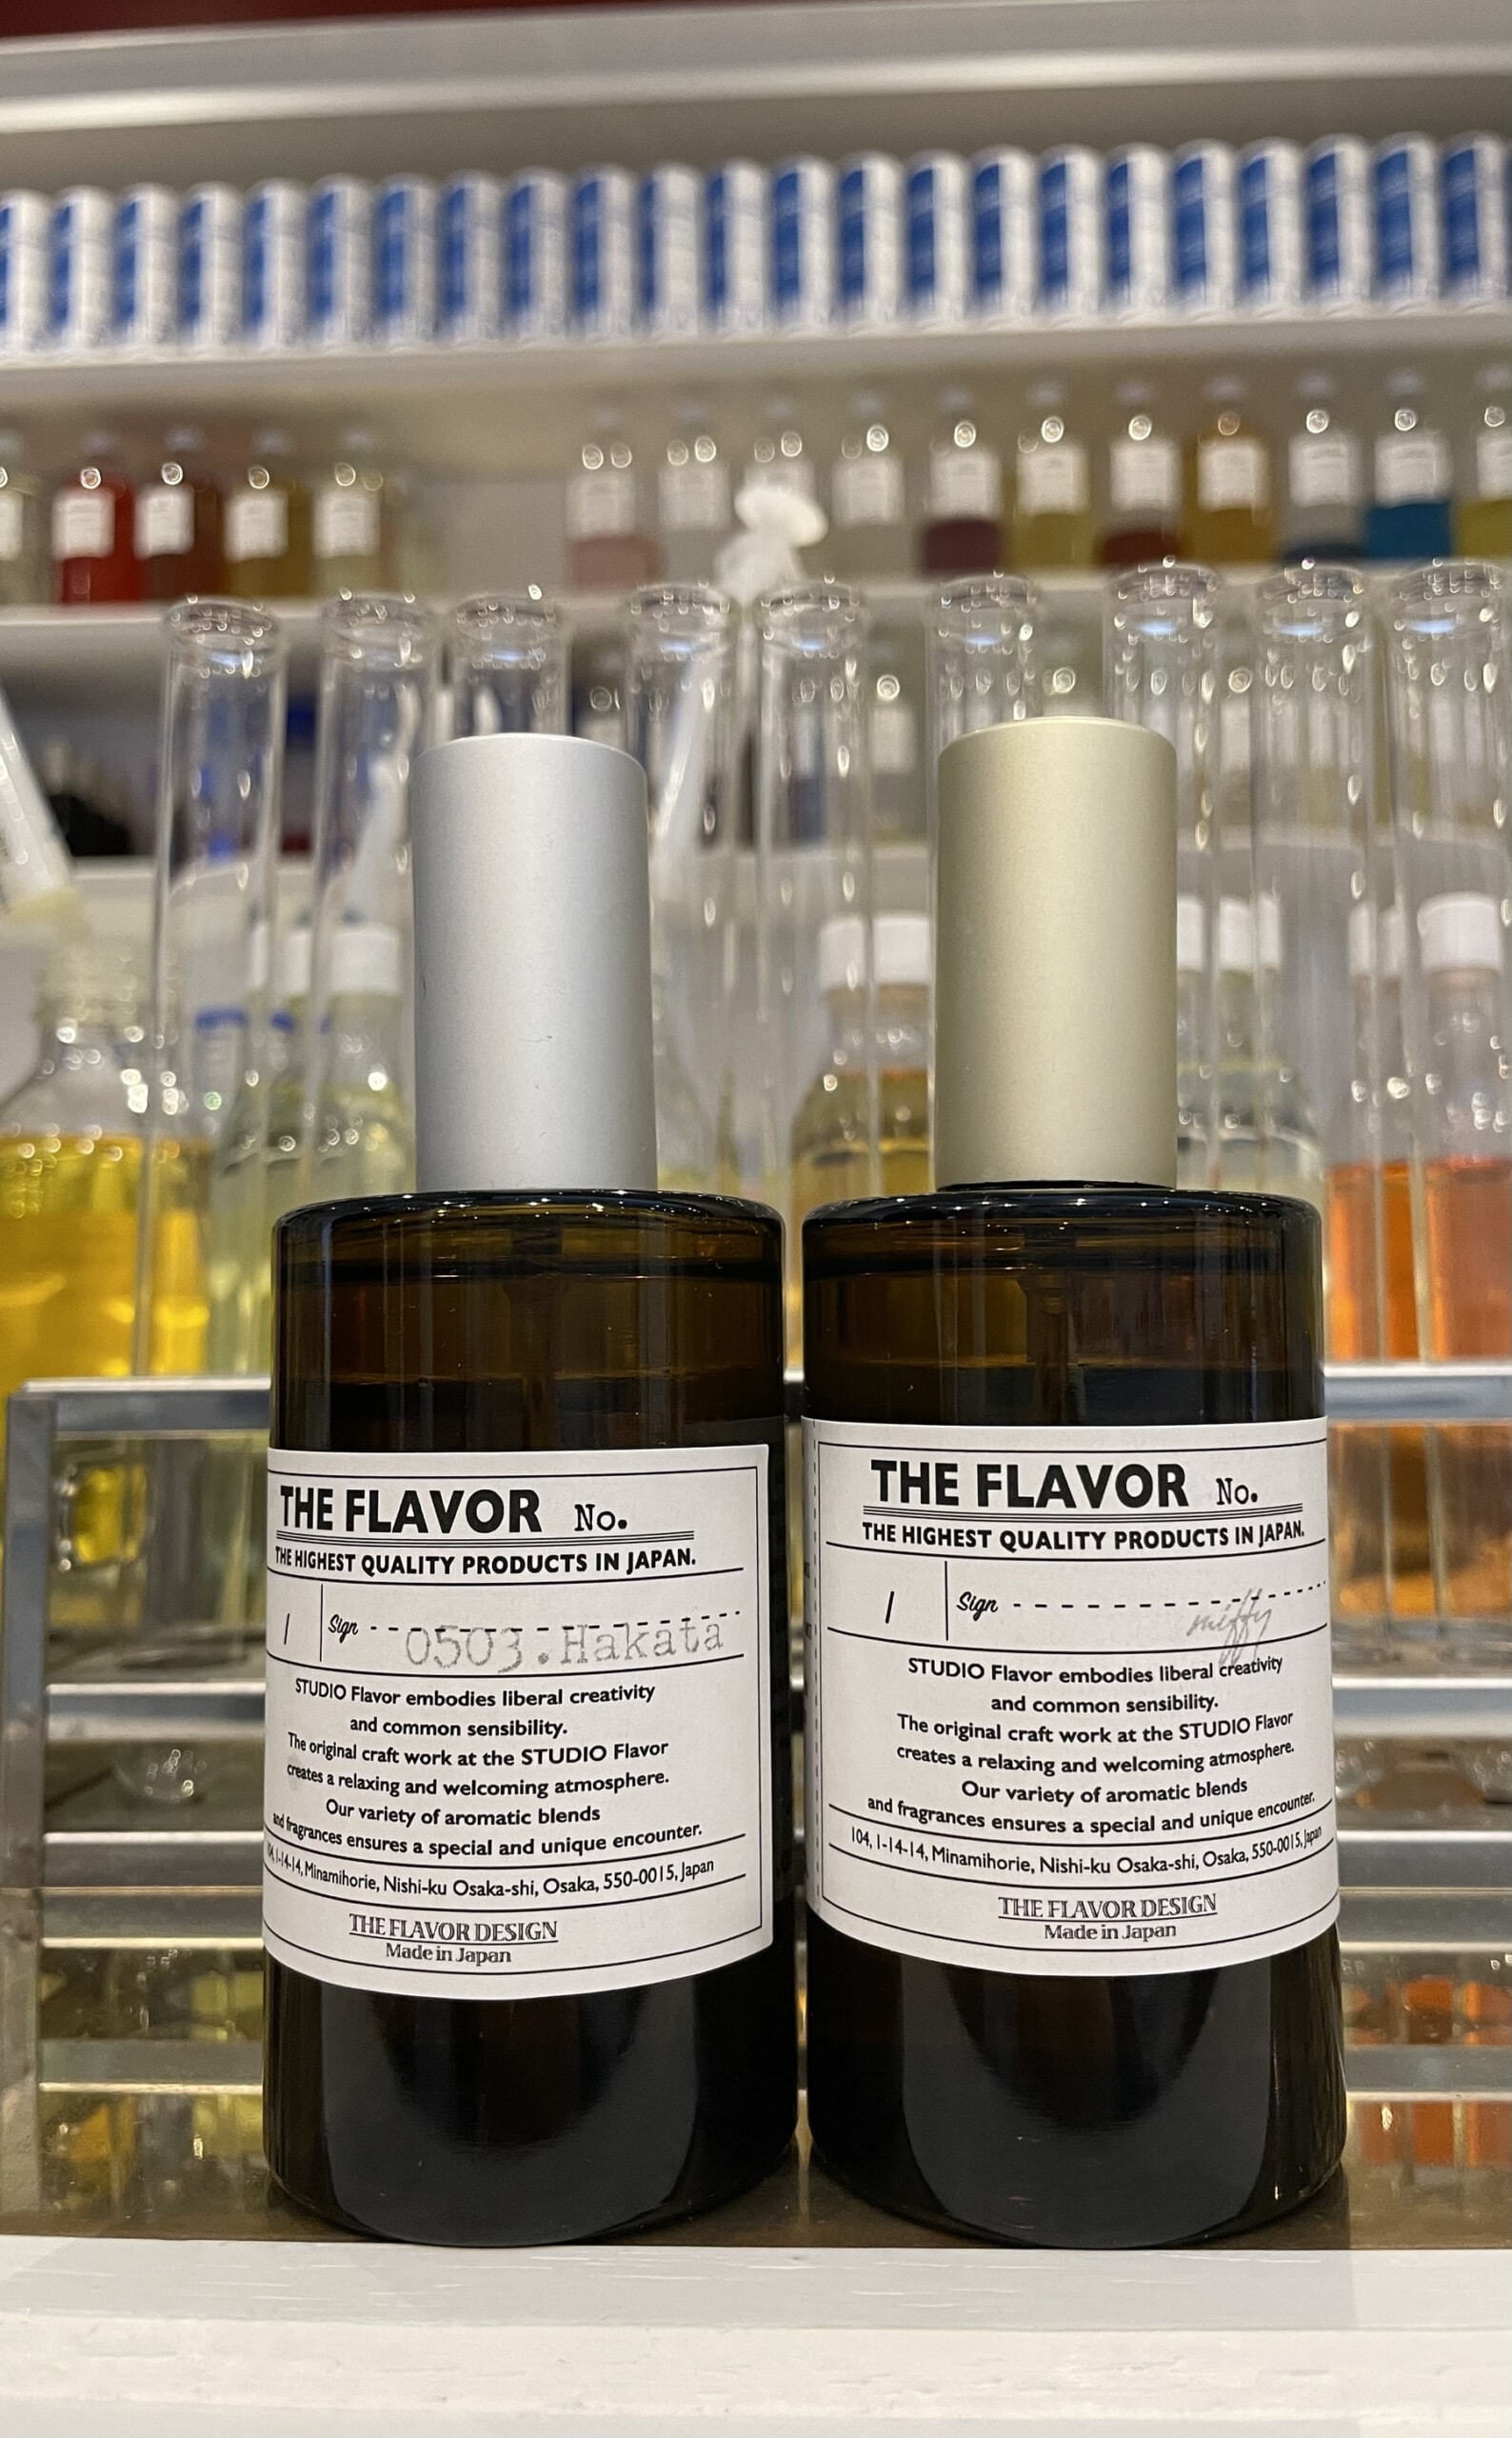 THE FLAVOR No.
THE HIGHEST QUALITY PRODUCTS IN JAPAN.
/ Sign
0503.Hakata
STUDIO Flavor embodies liberal creativity
and common sensibility.
The original craft work at the STUDIO Flavor
creates a relaxing and welcoming atmosphere.
Our variety of aromatic blends
and fragrances ensures a special and unique encounter.
104, 1-14-14, Minamihorie, Nishi-ku Osaka-shi, Osaka, 550-0015, Japan
THE FLAVOR DESIGN
Made in Japan
THE FLAVOR No.
THE HIGHEST QUALITY PRODUCTS IN JAPAN.
/ Sign
miffy
STUDIO Flavor embodies liberal creativity
and common sensibility.
The original craft work at the STUDIO Flavor
creates a relaxing and welcoming atmosphere.
Our variety of aromatic blends
and fragrances ensures a special and unique encounter.
104, 1-14-14, Minamihorie, Nishi-ku Osaka-shi, Osaka, 550-0015, Japan
THE FLAVOR DESIGN
Made in Japan